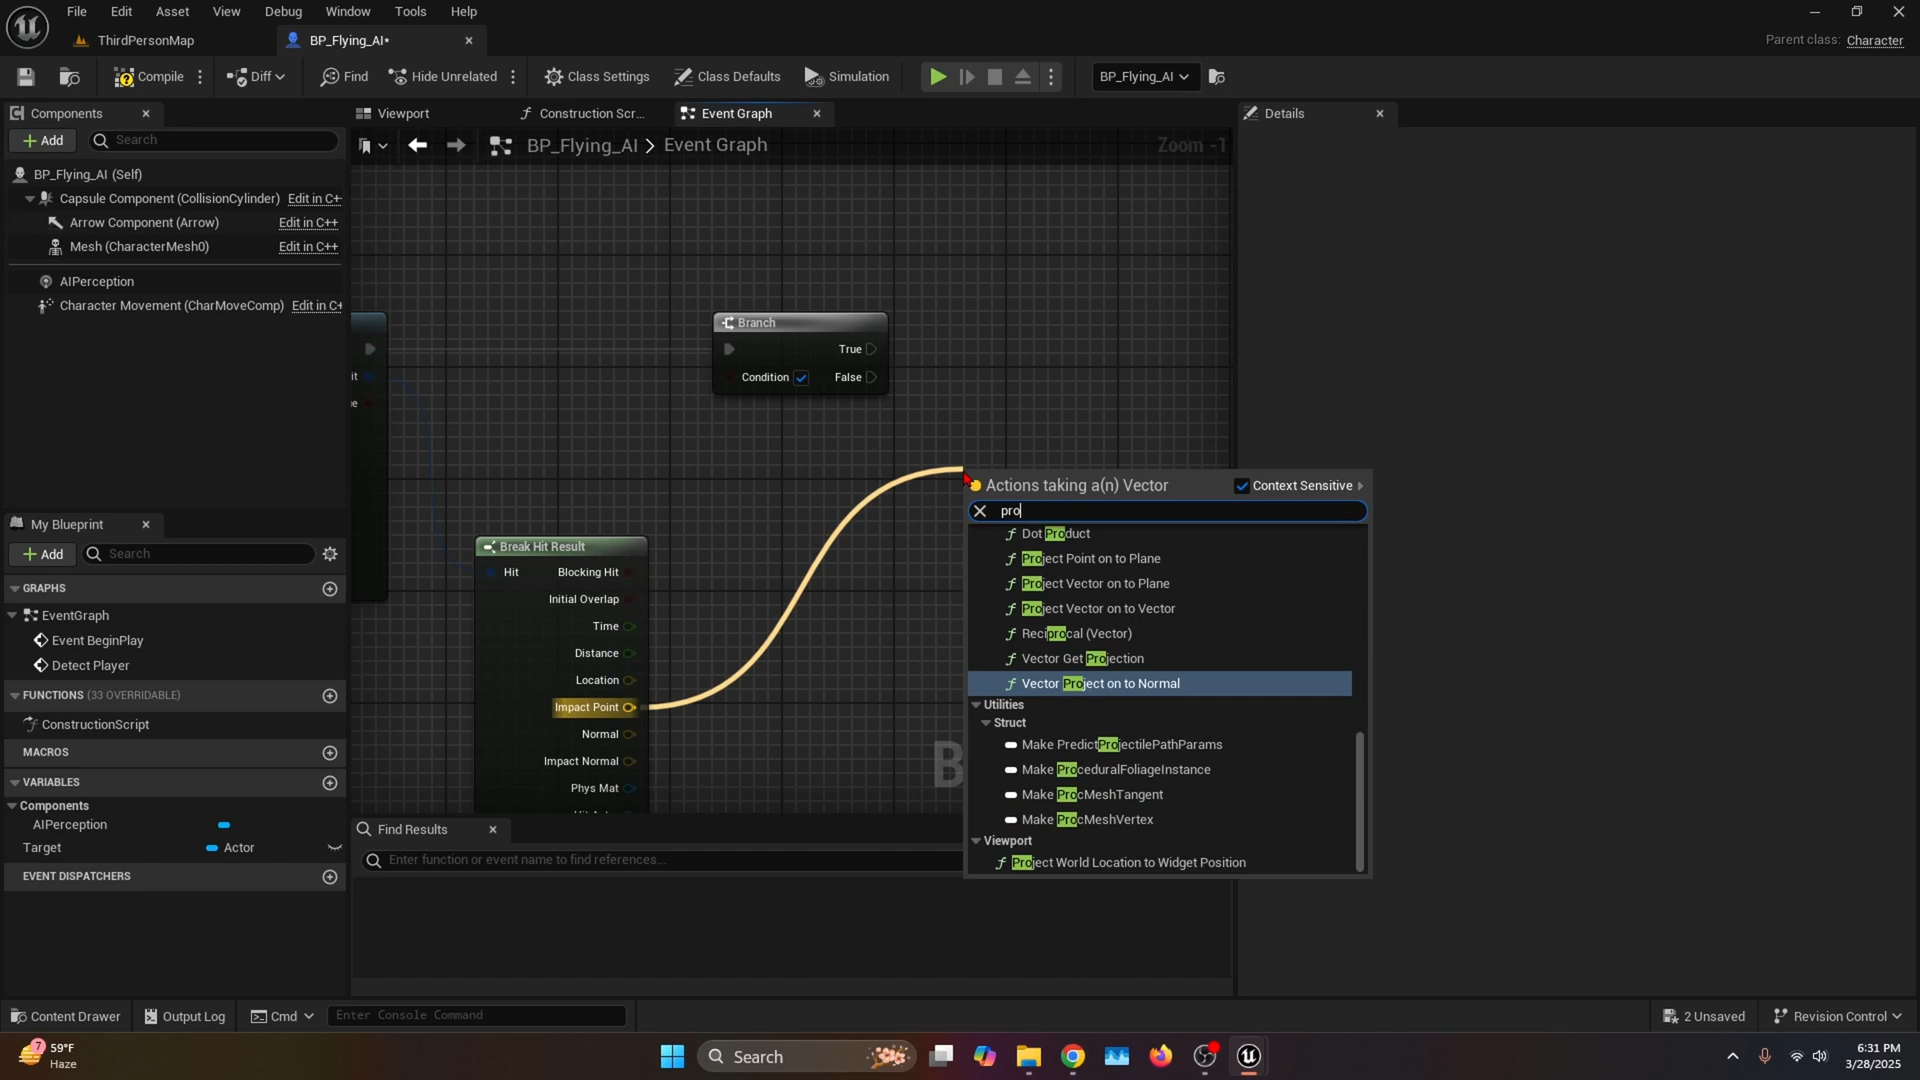 File Edit Asset View Debug Window Tools Help
ThirdPersonMap
BP_Flying_AI*
Parent class: Character
Compile
Diff
Find
Hide Unrelated
Class Settings
Class Defaults
Simulation
BP_Flying_AI
Components
Add
Search
BP_Flying_AI (Self)
Capsule Component (CollisionCylinder) Edit in C++
Arrow Component (Arrow) Edit in C++
Mesh (CharacterMesh0) Edit in C++
AIPerception
Character Movement (CharMoveComp) Edit in C+
My Blueprint
Add
Search
GRAPHS
EventGraph
Event BeginPlay
Detect Player
FUNCTIONS (33 OVERRIDABLE)
ConstructionScript
MACROS
VARIABLES
Components
AIPerception
Target Actor
EVENT DISPATCHERS
Viewport
Construction Scr...
Event Graph
BP_Flying_AI > Event Graph
Zoom -1
Branch
True
Condition False
it
e
Break Hit Result
Hit Blocking Hit
Initial Overlap
Time
Distance
Location
Impact Point
Normal
Impact Normal
Phys Mat
B
Actions taking a(n) Vector
Context Sensitive
pro
Dot Product
Project Point on to Plane
Project Vector on to Plane
Project Vector on to Vector
Reciprocal (Vector)
Vector Get Projection
Vector Project on to Normal
Utilities
Struct
Make PredictProjectilePathParams
Make ProceduralFoliageInstance
Make ProcMeshTangent
Make ProcMeshVertex
Viewport
Project World Location to Widget Position
Find Results
Enter function or event name to find references...
Details
Content Drawer
Output Log
Cmd
Enter Console Command
2 Unsaved
Revision Control
7
59°F
Haze
Search
6:31 PM
3/28/2025